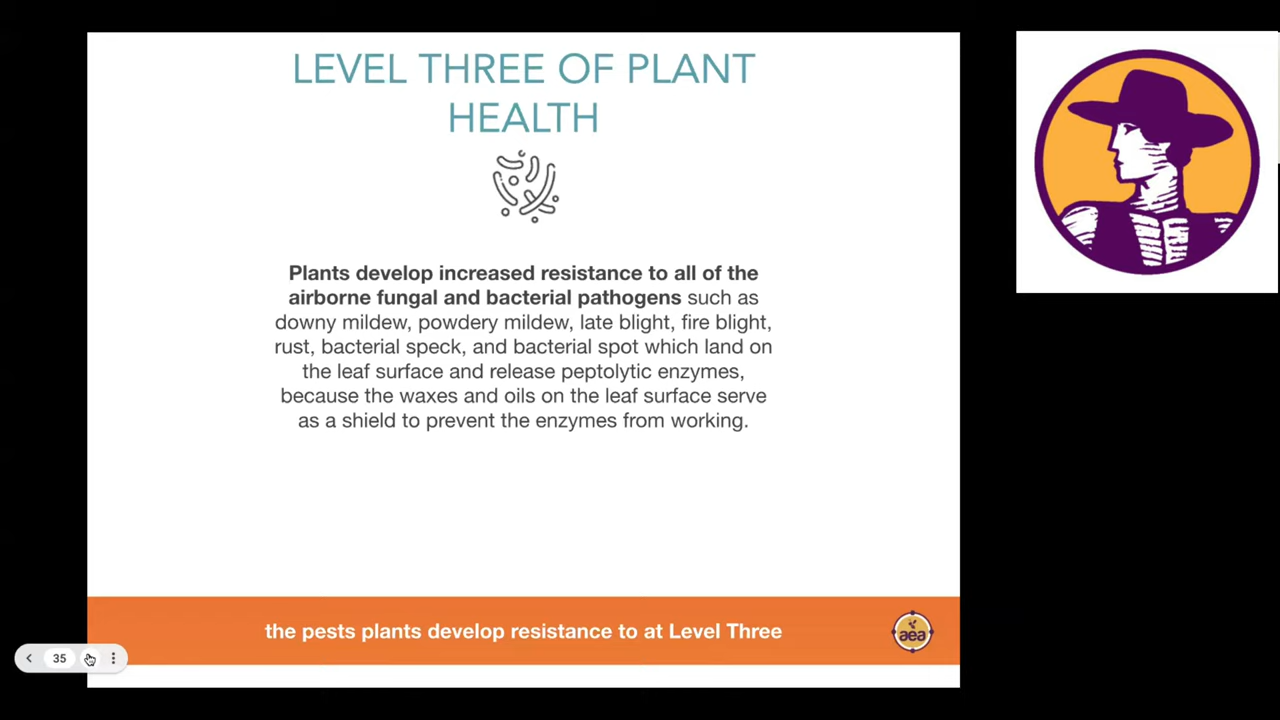 LEVEL THREE OF PLANT
HEALTH
Plants develop increased resistance to all of the
airborne fungal and bacterial pathogens such as
downy mildew, powdery mildew, late blight, fire blight,
rust, bacterial speck, and bacterial spot which land on
the leaf surface and release peptolytic enzymes,
because the waxes and oils on the leaf surface serve
as a shield to prevent the enzymes from working.
the pests plants develop resistance to at Level Three
aea
35